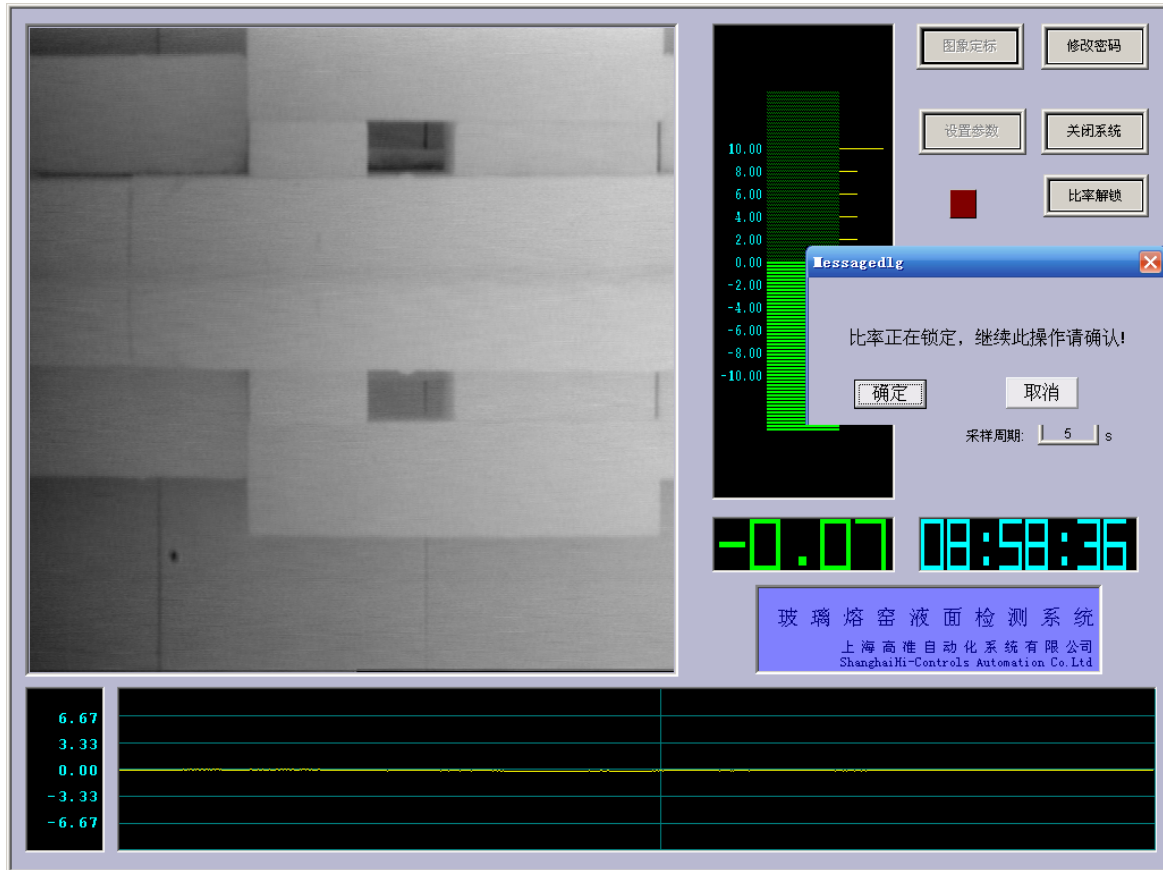 图象定标
修改密码
设置参数
关闭系统
比率解锁
10.00
8.00
6.00
4.00
2.00
0.00
-2.00
-4.00
-6.00
-8.00
-10.00
Messagedlg
比率正在锁定，继续此操作请确认!
确定
取消
采样周期: 5 s
-0.07
08:58:36
玻璃熔窑液面检测系统
上海高准自动化系统有限公司
ShanghaiHi-Controls Automation Co.Ltd
6.67
3.33
0.00
-3.33
-6.67